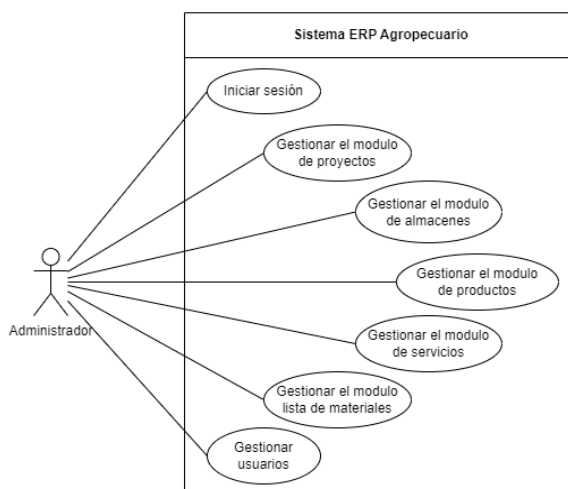 Sistema ERP Agropecuario
Iniciar sesión
Gestionar el modulo
de proyectos
Gestionar el modulo
de almacenes
Gestionar el modulo
de productos
Administrador
Gestionar el modulo
de servicios
Gestionar el modulo
lista de materiales
Gestionar
usuarios